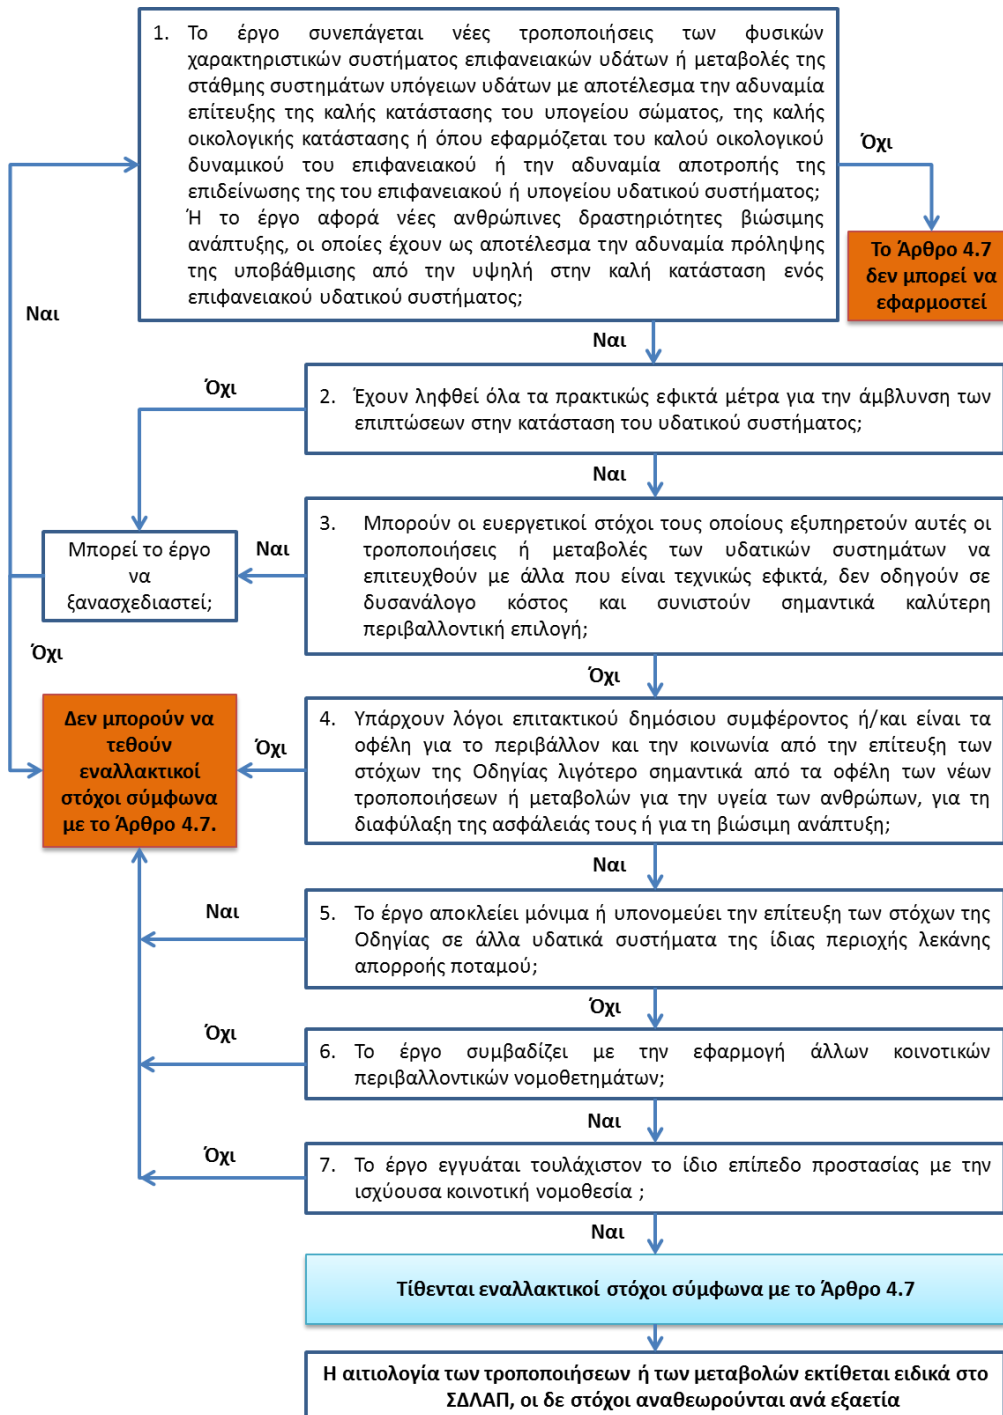 1. Το έργο συνεπάγεται νέες τροποποιήσεις των φυσικών
χαρακτηριστικών συστήματος επιφανειακών υδάτων ή μεταβολές της
στάθμης συστημάτων υπόγειων υδάτων με αποτέλεσμα την αδυναμία
επίτευξης της καλής κατάστασης του υπογείου σώματος, της καλής
οικολογικής κατάστασης ή όπου εφαρμόζεται του καλού οικολογικού
δυναμικού του επιφανειακού ή την αδυναμία αποτροπής της
επιδείνωσης της του επιφανειακού ή υπογείου υδατικού συστήματος;
Ή το έργο αφορά νέες ανθρώπινες δραστηριότητες βιώσιμης
ανάπτυξης, οι οποίες έχουν ως αποτέλεσμα την αδυναμία πρόληψης
της υποβάθμισης από την υψηλή στην καλή κατάσταση ενός
επιφανειακού υδατικού συστήματος;
Όχι
Το Άρθρο 4.7
δεν μπορεί να
εφαρμοστεί
Ναι
Ναι
Όχι
2. Έχουν ληφθεί όλα τα πρακτικώς εφικτά μέτρα για την άμβλυνση των
επιπτώσεων στην κατάσταση του υδατικού συστήματος;
Ναι
3. Μπορούν οι ευεργετικοί στόχοι τους οποίους εξυπηρετούν αυτές οι
τροποποιήσεις ή μεταβολές των υδατικών συστημάτων να
επιτευχθούν με άλλα που είναι τεχνικώς εφικτά, δεν οδηγούν σε
δυσανάλογο κόστος και συνιστούν σημαντικά καλύτερη
περιβαλλοντική επιλογή;
Ναι
Μπορεί το έργο
να
ξανασχεδιαστεί;
Όχι
Όχι
4. Υπάρχουν λόγοι επιτακτικού δημόσιου συμφέροντος ή/και είναι τα
οφέλη για το περιβάλλον και την κοινωνία από την επίτευξη των
στόχων της Οδηγίας λιγότερο σημαντικά από τα οφέλη των νέων
τροποποιήσεων ή μεταβολών για την υγεία των ανθρώπων, για τη
διαφύλαξη της ασφάλειάς τους ή για τη βιώσιμη ανάπτυξη;
Όχι
Δεν μπορούν να
τεθούν
εναλλακτικοί
στόχοι σύμφωνα
με το Άρθρο 4.7.
Ναι
Ναι
5. Το έργο αποκλείει μόνιμα ή υπονομεύει την επίτευξη των στόχων της
Οδηγίας σε άλλα υδατικά συστήματα της ίδιας περιοχής λεκάνης
απορροής ποταμού;
Όχι
Όχι
6. Το έργο συμβαδίζει με την εφαρμογή άλλων κοινοτικών
περιβαλλοντικών νομοθετημάτων;
Ναι
Όχι
7. Το έργο εγγυάται τουλάχιστον το ίδιο επίπεδο προστασίας με την
ισχύουσα κοινοτική νομοθεσία ;
Ναι
Τίθενται εναλλακτικοί στόχοι σύμφωνα με το Άρθρο 4.7
Η αιτιολογία των τροποποιήσεων ή των μεταβολών εκτίθεται ειδικά στο
ΣΔΛΑΠ, οι δε στόχοι αναθεωρούνται ανά εξαετία